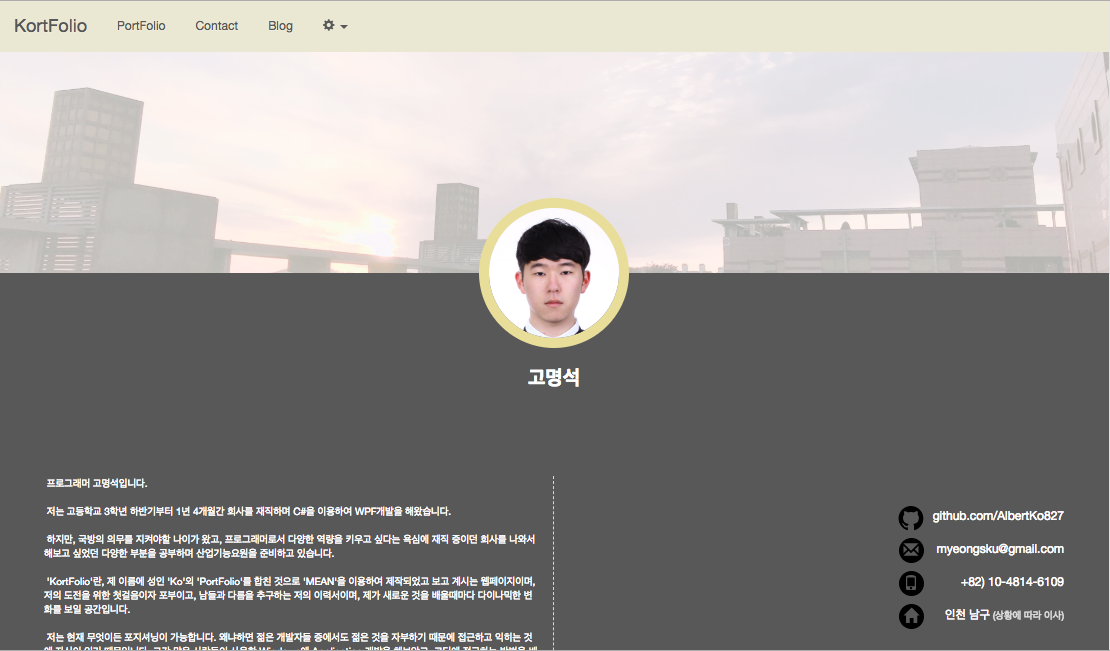 KortFolio PortFolio Contact Blog
고명석
프로그래머 고명석입니다.
저는 고등학교 3학년 하반기부터 1년 4개월간 회사를 재직하며 C#을 이용하여 WPF개발을 해왔습니다.
하지만, 국방의 의무를 지켜야할 나이가 왔고, 프로그래머로서 다양한 역량을 키우고 싶다는 욕심에 재직 중이던 회사를 나와서
해보고 싶었던 다양한 부분을 공부하며 산업기능요원을 준비하고 있습니다.
'KortFolio'란, 제 이름에 성인 'Ko'의 'PortFolio'를 합친 것으로 'MEAN'을 이용하여 제작되었고 보고 계시는 웹페이지이며,
저의 도전을 위한 첫걸음이자 포부이고, 남들과 다름을 추구하는 저의 이력서이며, 제가 새로운 것을 배울때마다 다이나믹한 변
화를 보일 공간입니다.
저는 현재 무엇이든 포지셔닝이 가능합니다. 왜냐하면 젊은 개발자들 중에서도 젊은 것을 자부하기 때문에 접근하고 익히는 것
github.com/AlbertKo827
myeongsku@gmail.com
+82) 10-4814-6109
인천 남구 (상황에 따라 이사)